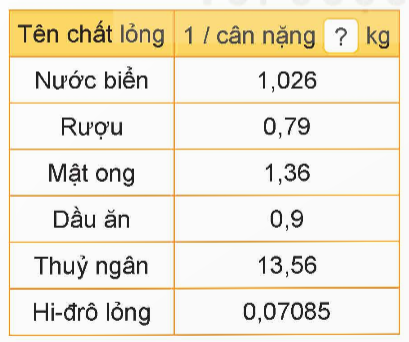 Tên chất lỏng 1 l cân nặng ? kg
Nước biển 1,026
Rượu 0,79
Mật ong 1,36
Dầu ăn 0,9
Thuỷ ngân 13,56
Hi-đrô lỏng 0,07085